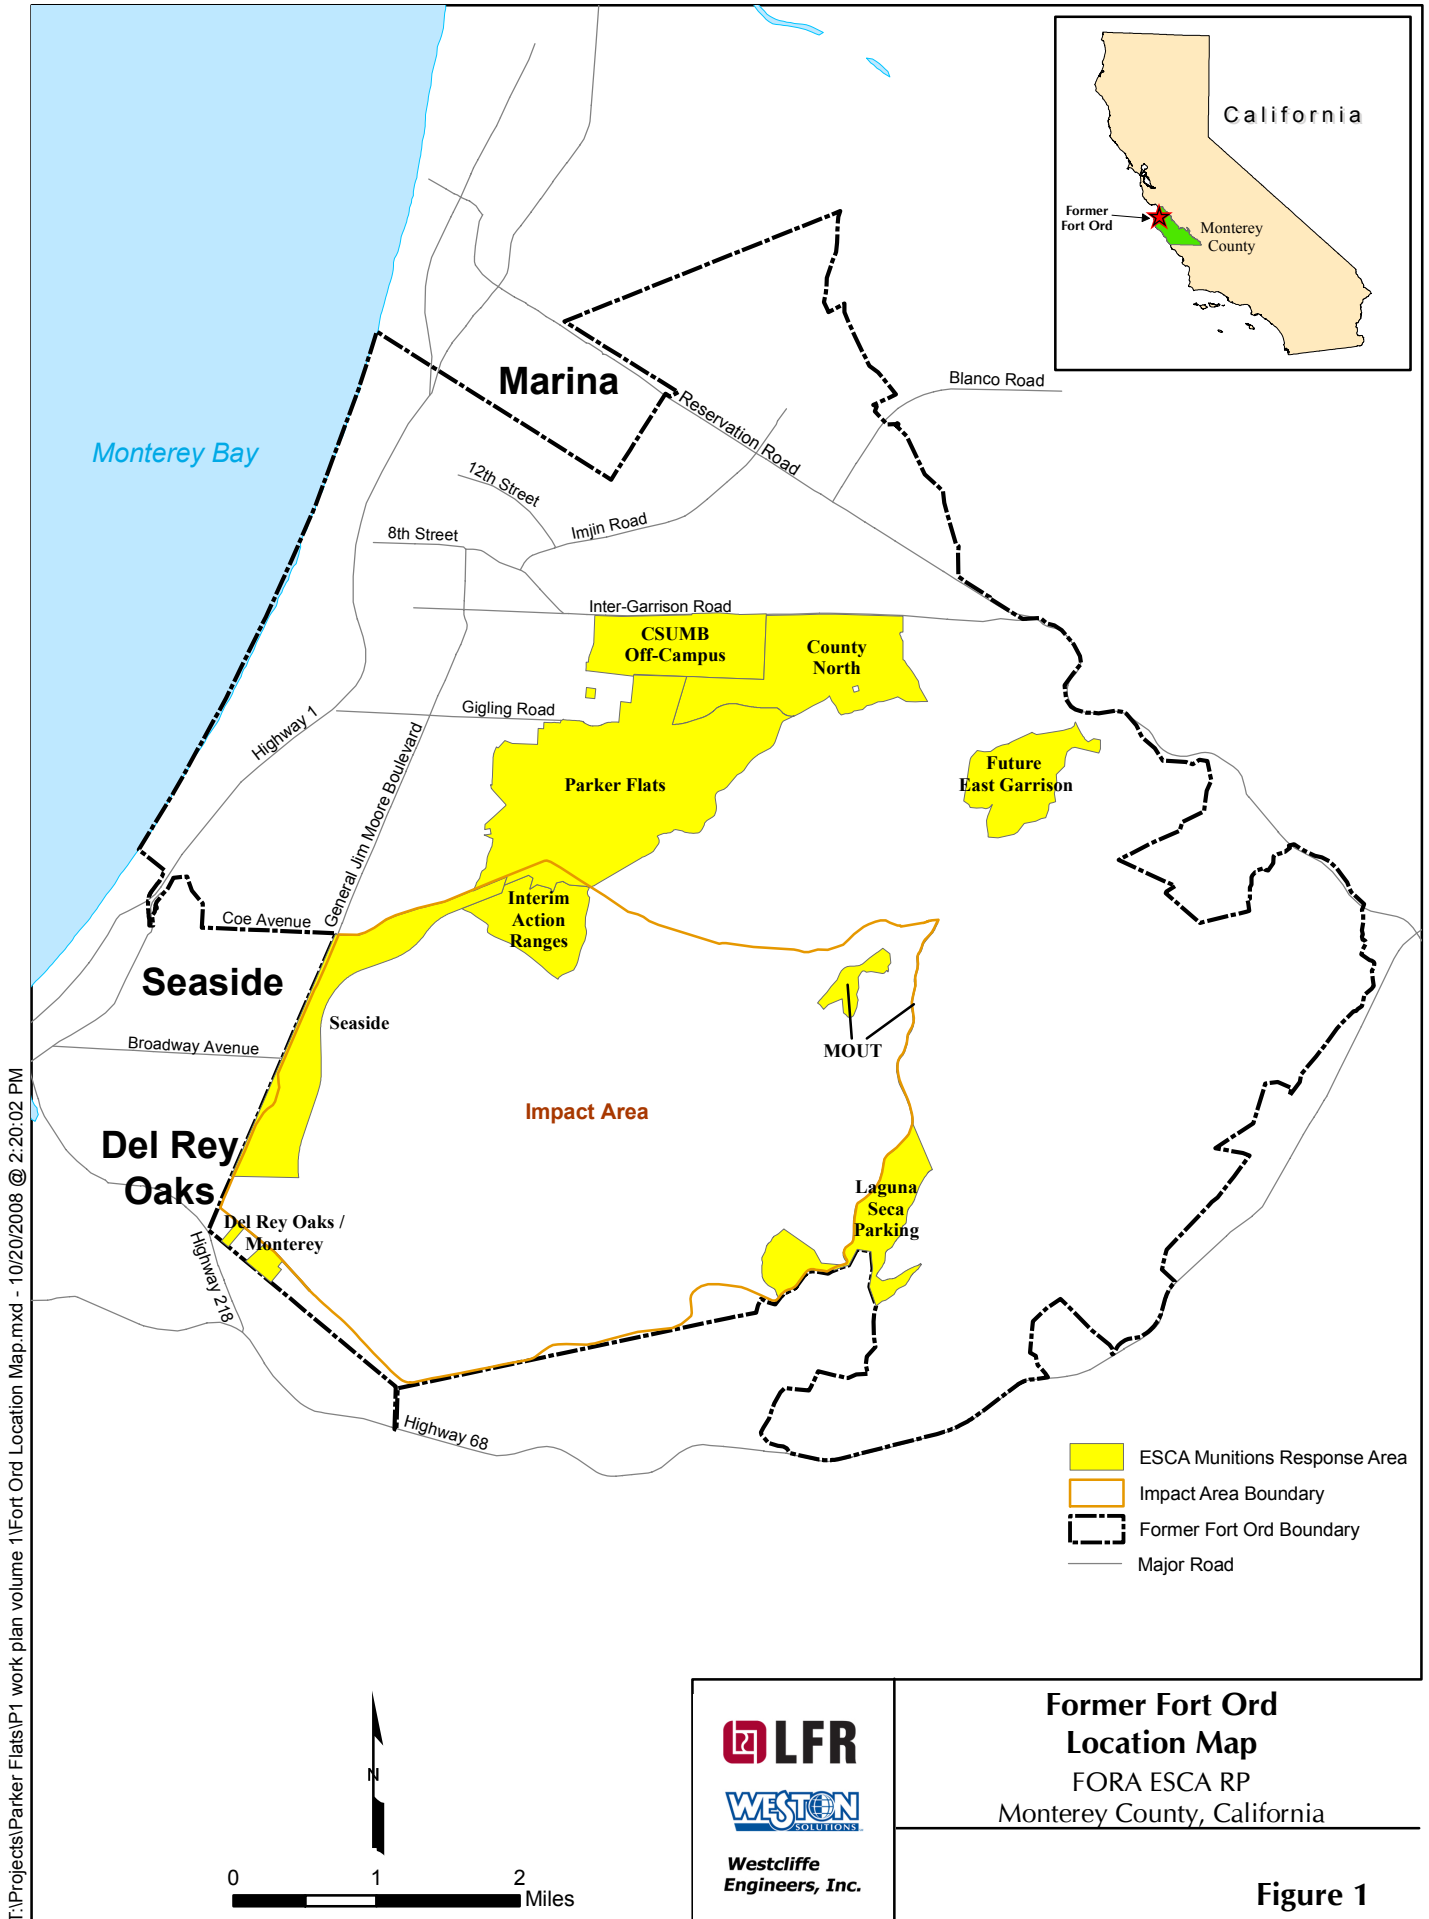 California
Former
Fort Ord
Monterey
County
Marina
Blanco Road
Reservation Road
Monterey Bay
12th Street
Imjin Road
8th Street
Inter-Garrison Road
CSUMB
Off-Campus
County
North
Gigling Road
Highway 1
General Jim Moore Boulevard
Parker Flats
Future
East Garrison
Interim
Action
Ranges
Coe Avenue
Seaside
Seaside
Broadway Avenue
MOUT
Impact Area
Del Rey
Oaks
Laguna
Seca
Parking
Del Rey Oaks /
Monterey
Highway 218
Highway 68
ESCA Munitions Response Area
Impact Area Boundary
Former Fort Ord Boundary
Major Road
T:\Projects\Parker Flats\P1 work plan volume 1\Fort Ord Location Map.mxd - 10/20/2008 @ 2:20:02 PM
N
0 1 2
Miles
LFR
WESTON
SOLUTIONS
Westcliffe
Engineers, Inc.
Former Fort Ord
Location Map
FORA ESCA RP
Monterey County, California
Figure 1